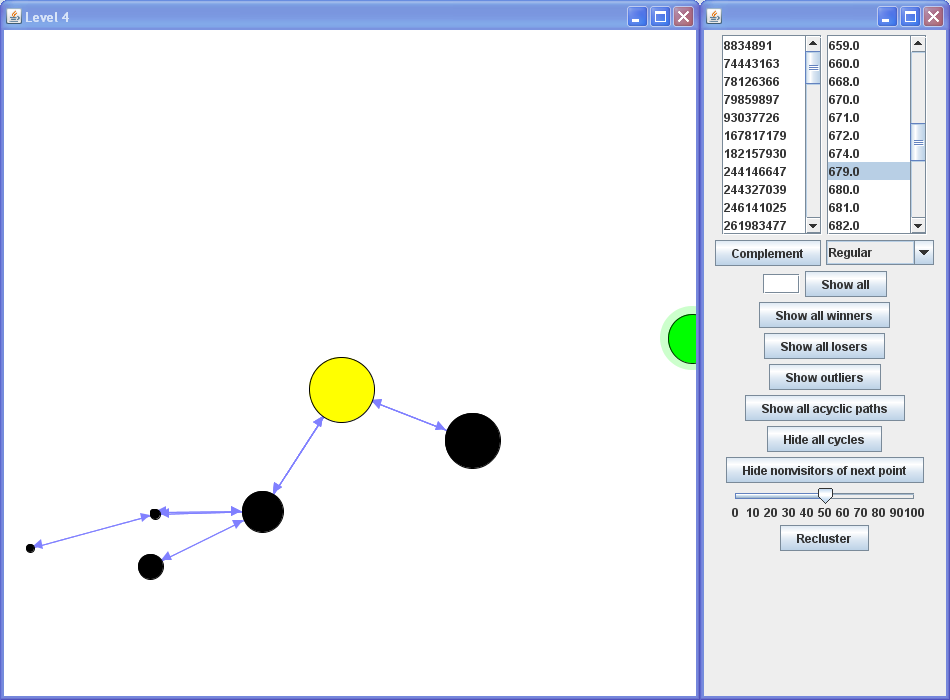 Level 4
8834891
74443163
78126366
79859897
93037726
167817179
182157930
244146647
244327039
246141025
261983477
659.0
660.0
668.0
670.0
671.0
672.0
674.0
679.0
680.0
681.0
682.0
Complement Regular
Show all
Show all winners
Show all losers
Show outliers
Show all acyclic paths
Hide all cycles
Hide nonvisitors of next point
0 10 20 30 40 50 60 70 80 90100
Recluster